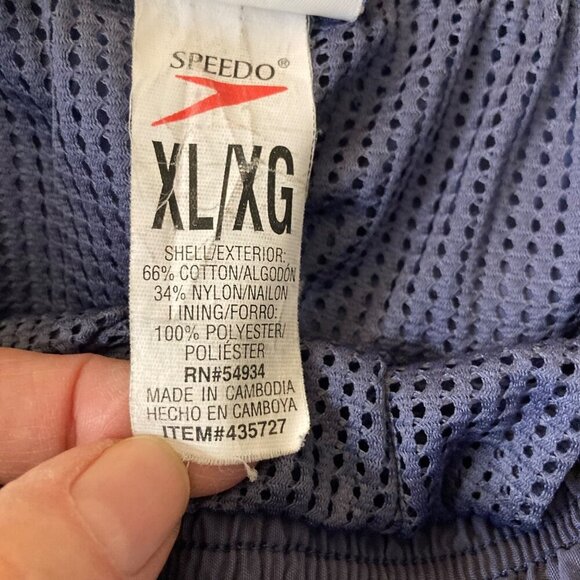 SPEEDO®
XL/XG
SHELL/EXTERIOR:
66% COTTON/ALGODÓN
34% NYLON/NAILON
LINING/FORRO:
100% POLYESTER/
POLIÉSTER
RN#54934
MADE IN CAMBODIA
HECHO EN CAMBOYA
ITEM#435727